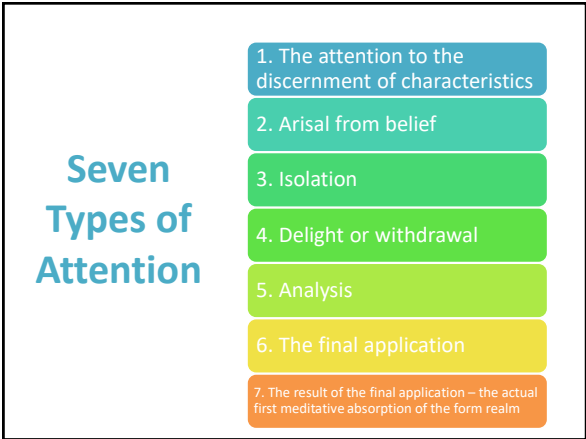 Seven
Types of
Attention
1. The attention to the
discernment of characteristics
2. Arisal from belief
3. Isolation
4. Delight or withdrawal
5. Analysis
6. The final application
7. The result of the final application – the actual
first meditative absorption of the form realm